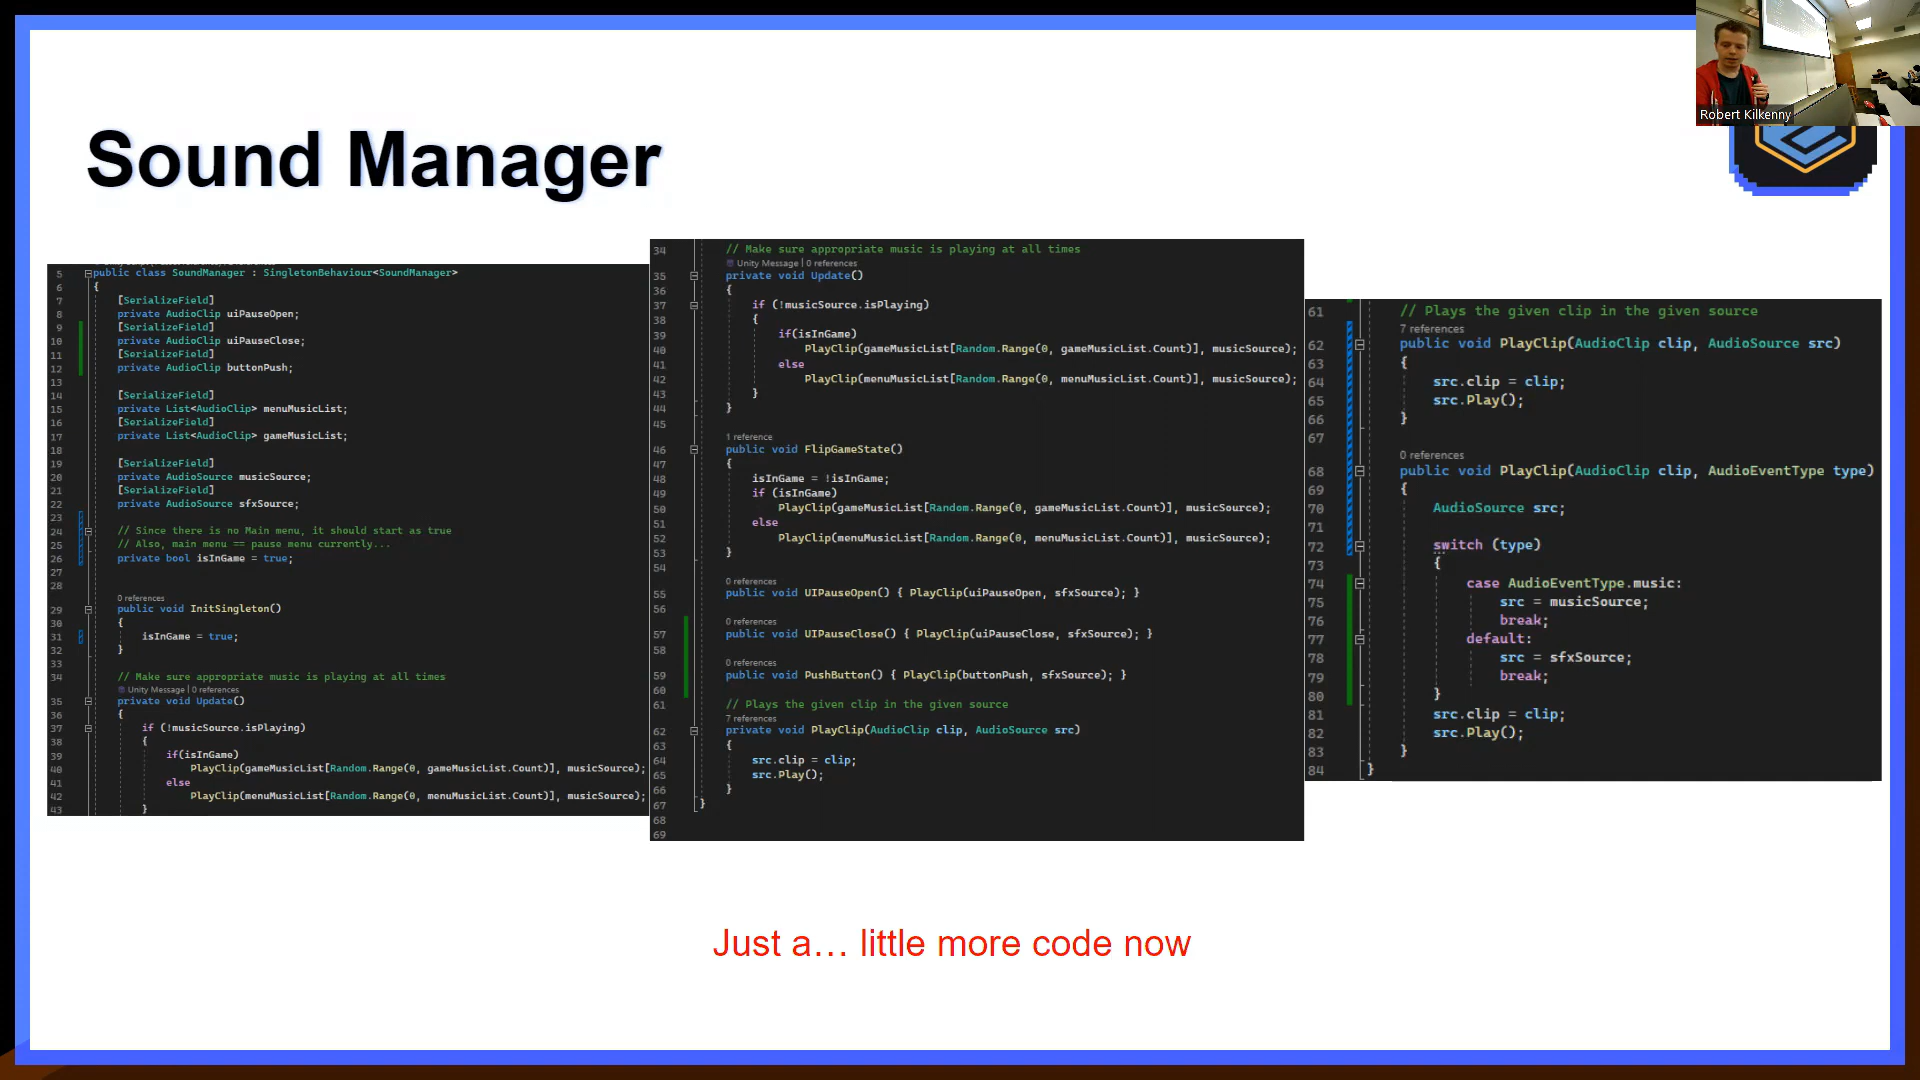 Robert Kilkenny
Sound Manager
5 public class SoundManager : SingletonBehaviour<SoundManager>
6 {
7 [SerializeField]
8 private AudioClip uiPauseOpen;
9 [SerializeField]
10 private AudioClip uiPauseClose;
11 [SerializeField]
12 private AudioClip buttonPush;
13
14 [SerializeField]
15 private List<AudioClip> menuMusicList;
16 [SerializeField]
17 private List<AudioClip> gameMusicList;
18
19 [SerializeField]
20 private AudioSource musicSource;
21 [SerializeField]
22 private AudioSource sfxSource;
23
24 // Since there is no Main menu, it should start as true
25 // Also, main menu == pause menu currently...
26 private bool isInGame = true;
27
28
0 references
29 public void InitSingleton()
30 {
31 isInGame = true;
32 }
33
34 // Make sure appropriate music is playing at all times
Unity Message | 0 references
35 private void Update()
36 {
37 if (!musicSource.isPlaying)
38 {
39 if(isInGame)
40 PlayClip(gameMusicList[Random.Range(0, gameMusicList.Count)], musicSource);
41 else
42 PlayClip(menuMusicList[Random.Range(0, menuMusicList.Count)], musicSource);
43 }
34 // Make sure appropriate music is playing at all times
Unity Message | 0 references
35 private void Update()
36 {
37 if (!musicSource.isPlaying)
38 {
39 if(isInGame)
40 PlayClip(gameMusicList[Random.Range(0, gameMusicList.Count)], musicSource);
41 else
42 PlayClip(menuMusicList[Random.Range(0, menuMusicList.Count)], musicSource);
43 }
44 }
45
1 reference
46 public void FlipGameState()
47 {
48 isInGame = !isInGame;
49 if (isInGame)
50 PlayClip(gameMusicList[Random.Range(0, gameMusicList.Count)], musicSource);
51 else
52 PlayClip(menuMusicList[Random.Range(0, menuMusicList.Count)], musicSource);
53 }
54
0 references
55 public void UIPauseOpen() { PlayClip(uiPauseOpen, sfxSource); }
56
0 references
57 public void UIPauseClose() { PlayClip(uiPauseClose, sfxSource); }
58
0 references
59 public void PushButton() { PlayClip(buttonPush, sfxSource); }
60
61 // Plays the given clip in the given source
7 references
62 private void PlayClip(AudioClip clip, AudioSource src)
63 {
64 src.clip = clip;
65 src.Play();
66 }
67 }
68
69
61 // Plays the given clip in the given source
7 references
62 public void PlayClip(AudioClip clip, AudioSource src)
63 {
64 src.clip = clip;
65 src.Play();
66 }
67
0 references
68 public void PlayClip(AudioClip clip, AudioEventType type)
69 {
70 AudioSource src;
71
72 switch (type)
73 {
74 case AudioEventType.music:
75 src = musicSource;
76 break;
77 default:
78 src = sfxSource;
79 break;
80 }
81 src.clip = clip;
82 src.Play();
83 }
84 }
Just a… little more code now